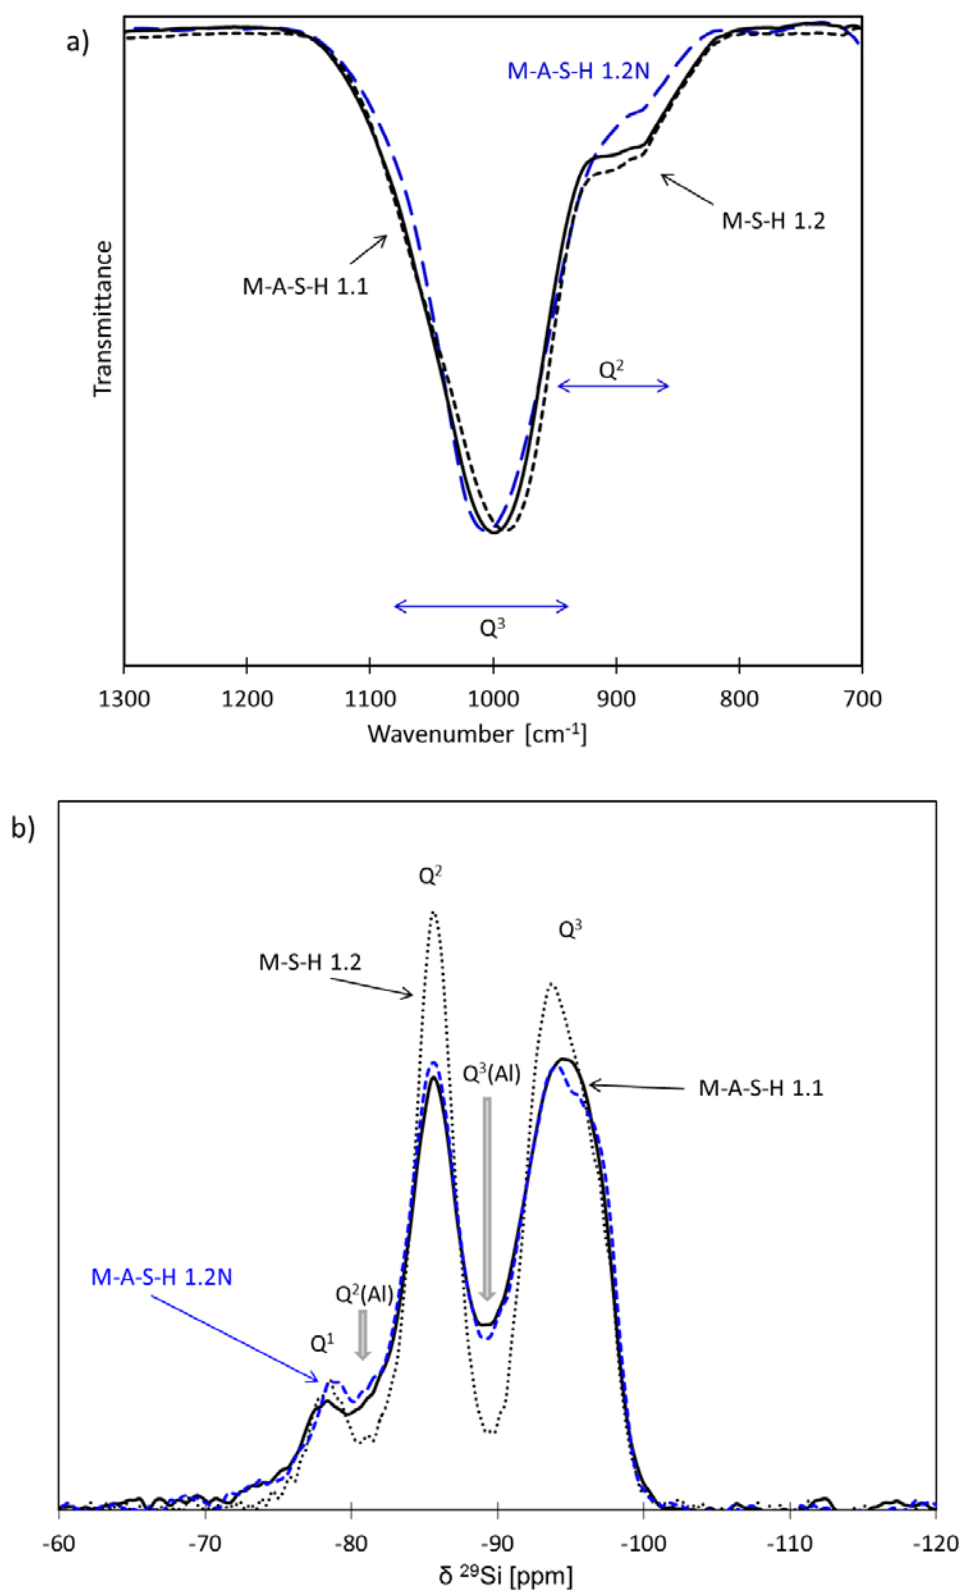 a)
M-A-S-H 1.2N
M-S-H 1.2
M-A-S-H 1.1
Transmittance
Q²
Q³
1300 1200 1100 1000 900 800 700
Wavenumber [cm⁻¹]
b)
Q²
Q³
M-S-H 1.2
Q³(Al)
M-A-S-H 1.1
M-A-S-H 1.2N
Q²(Al)
Q¹
-60 -70 -80 -90 -100 -110 -120
δ ²⁹Si [ppm]